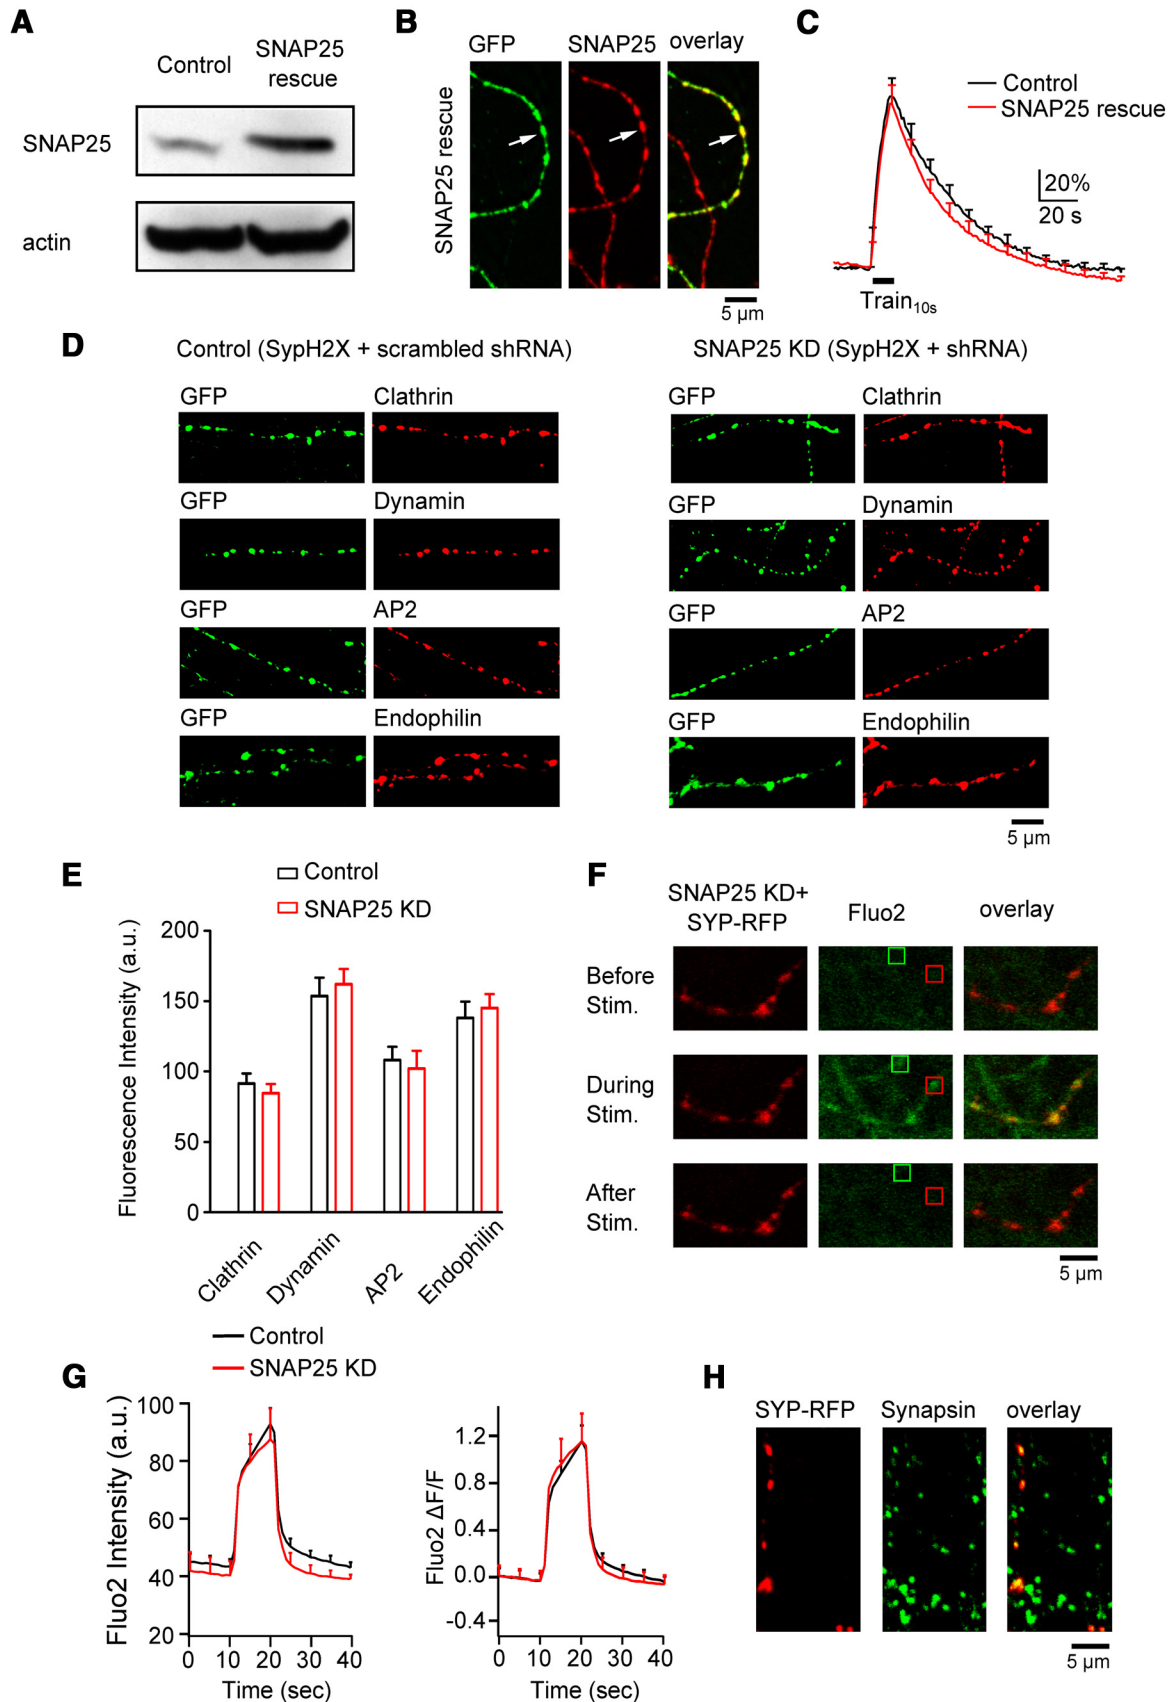 A
Control
SNAP25
rescue
SNAP25
actin
B
GFP
SNAP25
overlay
SNAP25 rescue
5 µm
C
Control
SNAP25 rescue
20%
20 s
Train10s
D
Control (SypH2X + scrambled shRNA)
SNAP25 KD (SypH2X + shRNA)
GFP
Clathrin
GFP
Clathrin
GFP
Dynamin
GFP
Dynamin
GFP
AP2
GFP
AP2
GFP
Endophilin
GFP
Endophilin
5 µm
E
Control
SNAP25 KD
Fluorescence Intensity (a.u.)
200
150
100
50
0
Clathrin
Dynamin
AP2
Endophilin
F
SNAP25 KD+
SYP-RFP
Fluo2
overlay
Before
Stim.
During
Stim.
After
Stim.
5 µm
G
Control
SNAP25 KD
Fluo2 Intensity (a.u.)
100
80
60
40
20
0 10 20 30 40
Time (sec)
Fluo2 ΔF/F
1.2
0.8
0.4
0.0
-0.4
0 10 20 30 40
Time (sec)
H
SYP-RFP
Synapsin
overlay
5 µm